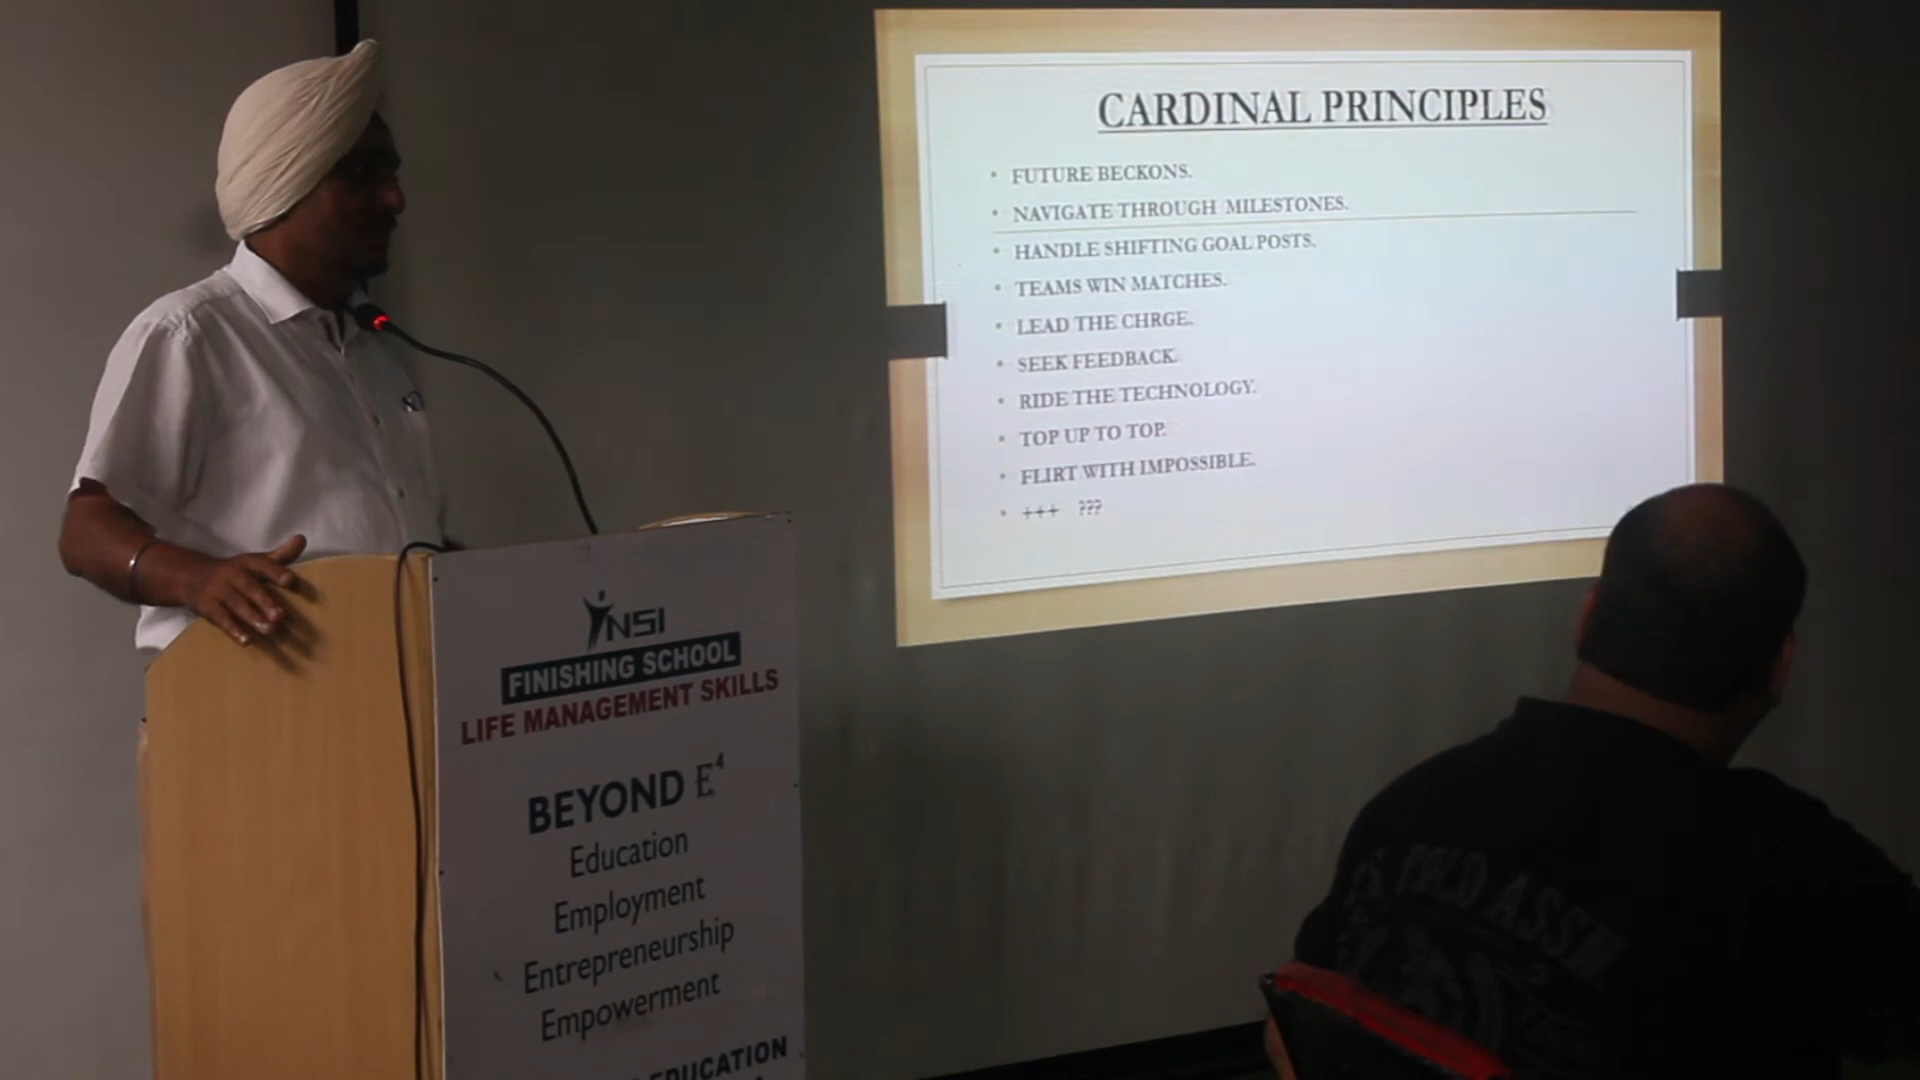 CARDINAL PRINCIPLES
• FUTURE BECKONS.
• NAVIGATE THROUGH MILESTONES.
• HANDLE SHIFTING GOAL POSTS.
• TEAMS WIN MATCHES.
• LEAD THE CHRGE.
• SEEK FEEDBACK.
• RIDE THE TECHNOLOGY.
• TOP UP TO TOP.
• FLIRT WITH IMPOSSIBLE.
• +++ ???
NSI
FINISHING SCHOOL
LIFE MANAGEMENT SKILLS
BEYOND E⁴
Education
Employment
Entrepreneurship
Empowerment
EDUCATION
POLO ASSN.